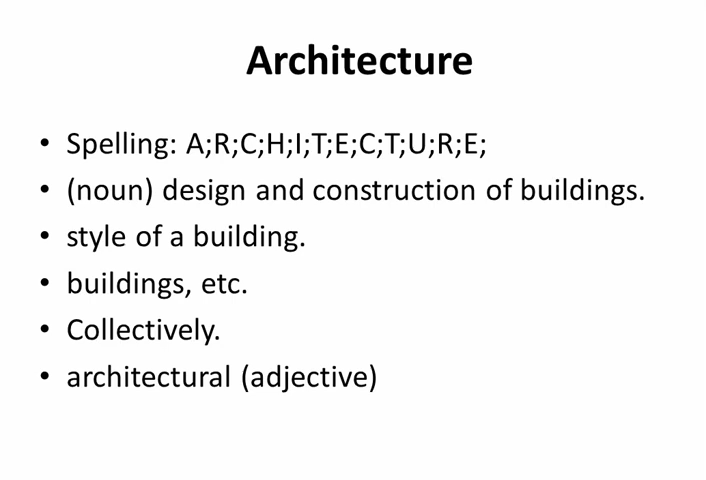 Architecture
• Spelling: A;R;C;H;I;T;E;C;T;U;R;E;
• (noun) design and construction of buildings.
• style of a building.
• buildings, etc.
• Collectively.
• architectural (adjective)